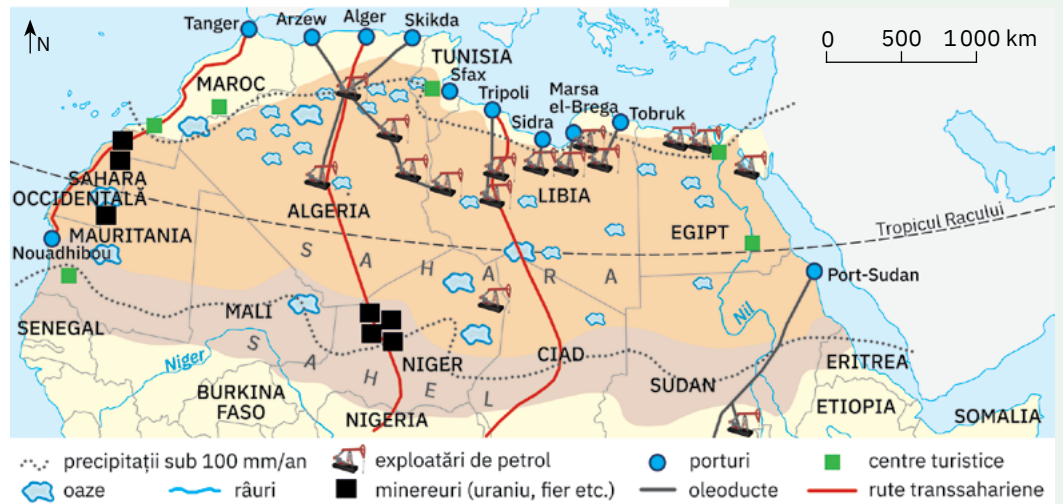 N
Tanger
Arzew
Alger
Skikda
0 500 1 000 km
TUNISIA
Sfax
MAROC
Tripoli
Marsa
el-Brega
Sidra
Tobruk
SAHARA
OCCIDENTALĂ
ALGERIA
LIBIA
EGIPT
Tropicul Racului
MAURITANIA
Nouadhibou
S A H A R A
Port-Sudan
Nil
MALI
SENEGAL
Niger
S A H E L
NIGER
CIAD
SUDAN
ERITREA
BURKINA
FASO
NIGERIA
ETIOPIA
SOMALIA
precipitații sub 100 mm/an
exploatări de petrol
porturi
centre turistice
oaze
râuri
minereuri (uraniu, fier etc.)
oleoducte
rute transsahariene